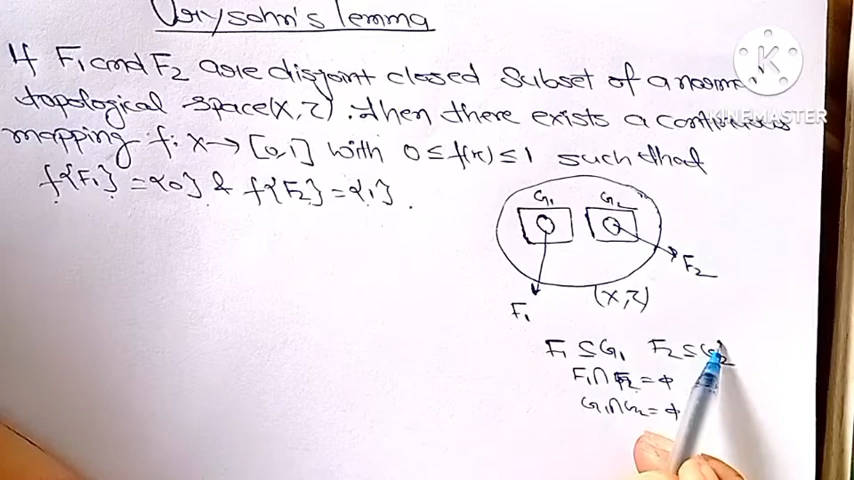 Urysohn's lemma
If F₁ and F₂ are disjoint closed subset of a normal
topological space (X,τ). Then there exists a continuous
mapping f: X → [0,1] with 0 ≤ f(x) ≤ 1 such that
f{F₁} = {0} & f{F₂} = {1}.
G₁ G₂
F₂
(X,τ)
F₁
F₁ ⊆ G₁ F₂ ⊆ G₂
F₁ ∩ F₂ = φ
G₁ ∩ G₂ = φ
K
KINEMASTER